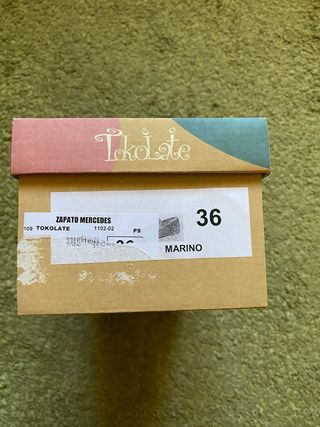 Tokolate
ZAPATO MERCEDES
109 TOKOLATE 1102-02 PS
36
MARINO